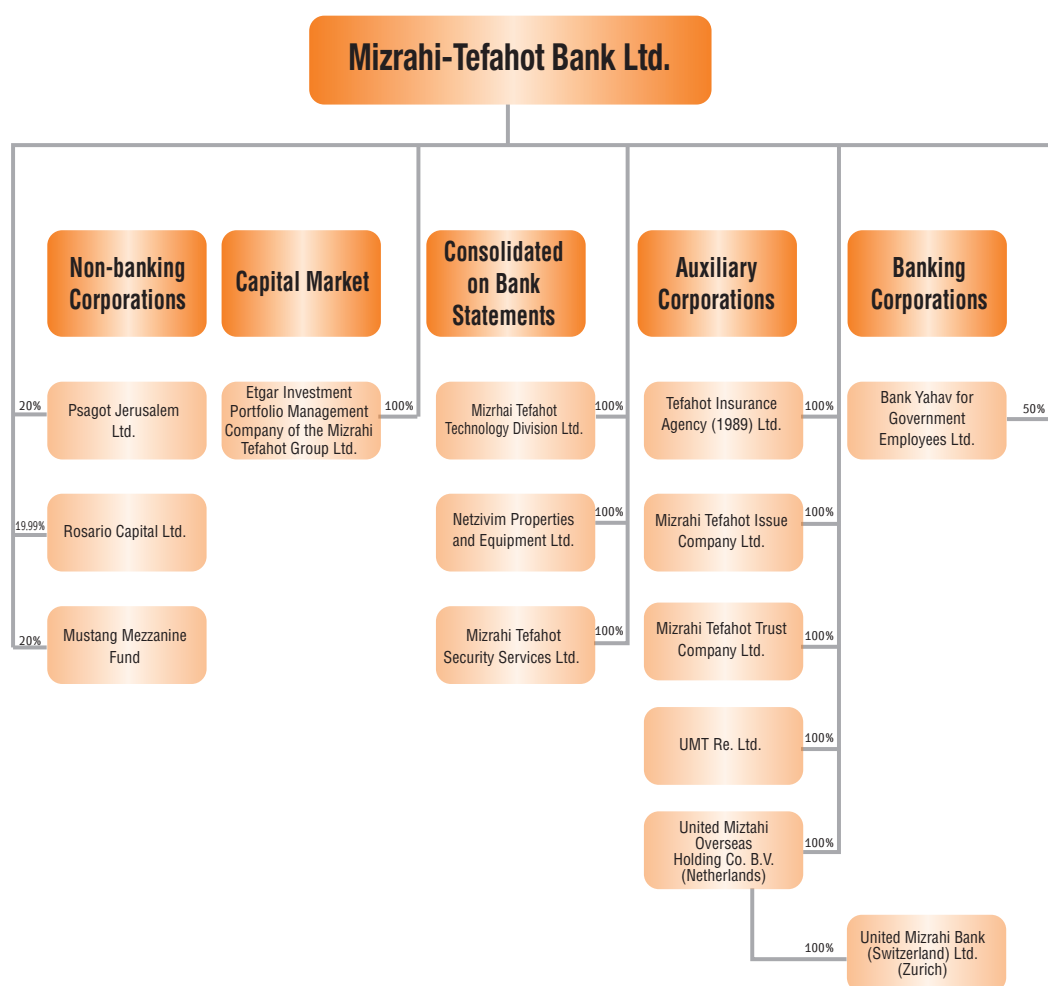 Mizrahi-Tefahot Bank Ltd.
Non-banking
Corporations
Capital Market
Consolidated
on Bank
Statements
Auxiliary
Corporations
Banking
Corporations
20%
Psagot Jerusalem
Ltd.
19.99%
Rosario Capital Ltd.
20%
Mustang Mezzanine
Fund
Etgar Investment
Portfolio Management
Company of the Mizrahi
Tefahot Group Ltd.
100%
Mizrhai Tefahot
Technology Division Ltd.
100%
Netzivim Properties
and Equipment Ltd.
100%
Mizrahi Tefahot
Security Services Ltd.
100%
Tefahot Insurance
Agency (1989) Ltd.
100%
Mizrahi Tefahot Issue
Company Ltd.
100%
Mizrahi Tefahot Trust
Company Ltd.
100%
UMT Re. Ltd.
100%
United Miztahi
Overseas
Holding Co. B.V.
(Netherlands)
100%
Bank Yahav for
Government
Employees Ltd.
50%
100%
United Mizrahi Bank
(Switzerland) Ltd.
(Zurich)